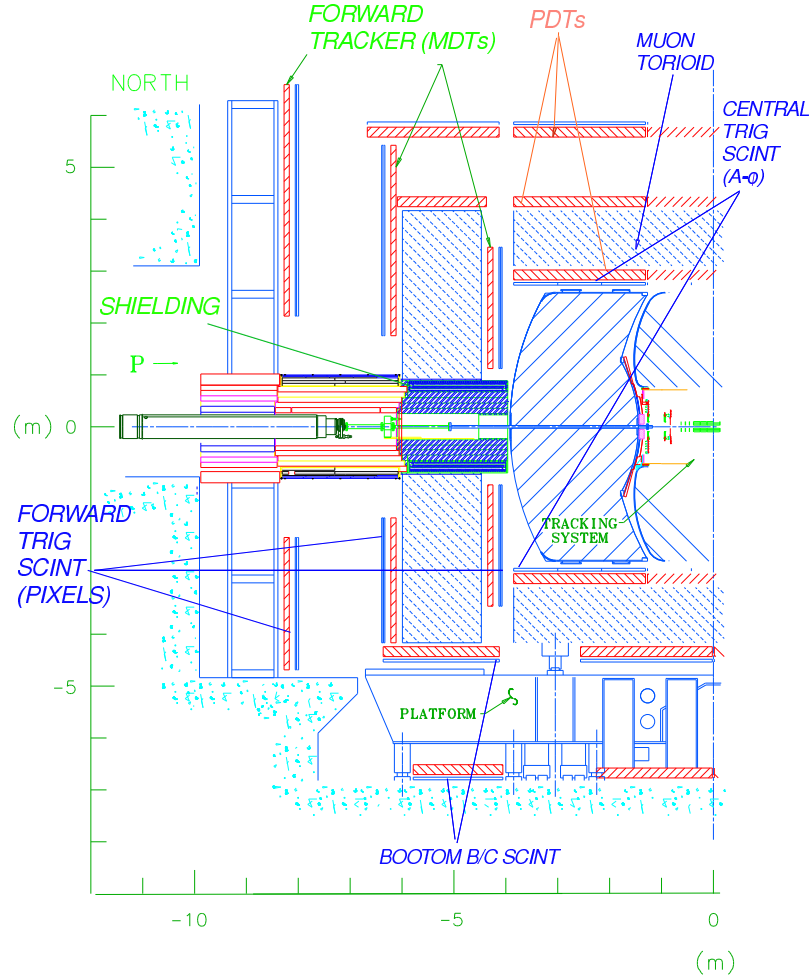 FORWARD
TRACKER (MDTs)
PDTs
MUON
TORIOID
NORTH
CENTRAL
TRIG
SCINT
(A-φ)
5
SHIELDING
P
(m) 0
FORWARD
TRIG
SCINT
(PIXELS)
TRACKING
SYSTEM
-5
PLATFORM
BOOTOM B/C SCINT
-10
-5
0
(m)